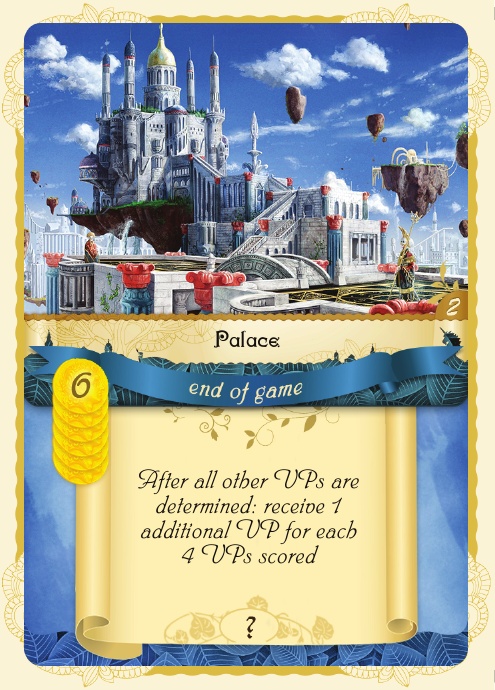 2
Palace
end of game
6
After all other VPs are
determined: receive 1
additional VP for each
4 VPs scored
?